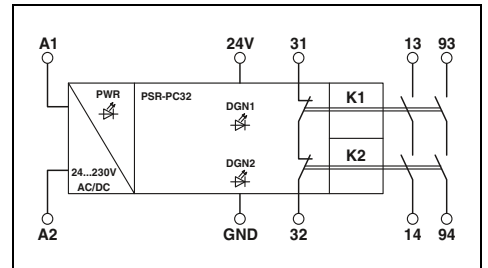 A1 24V 31 13 93
PWR PSR-PC32 K1
DGN1
K2
DGN2
24...230V
AC/DC
A2 GND 32 14 94